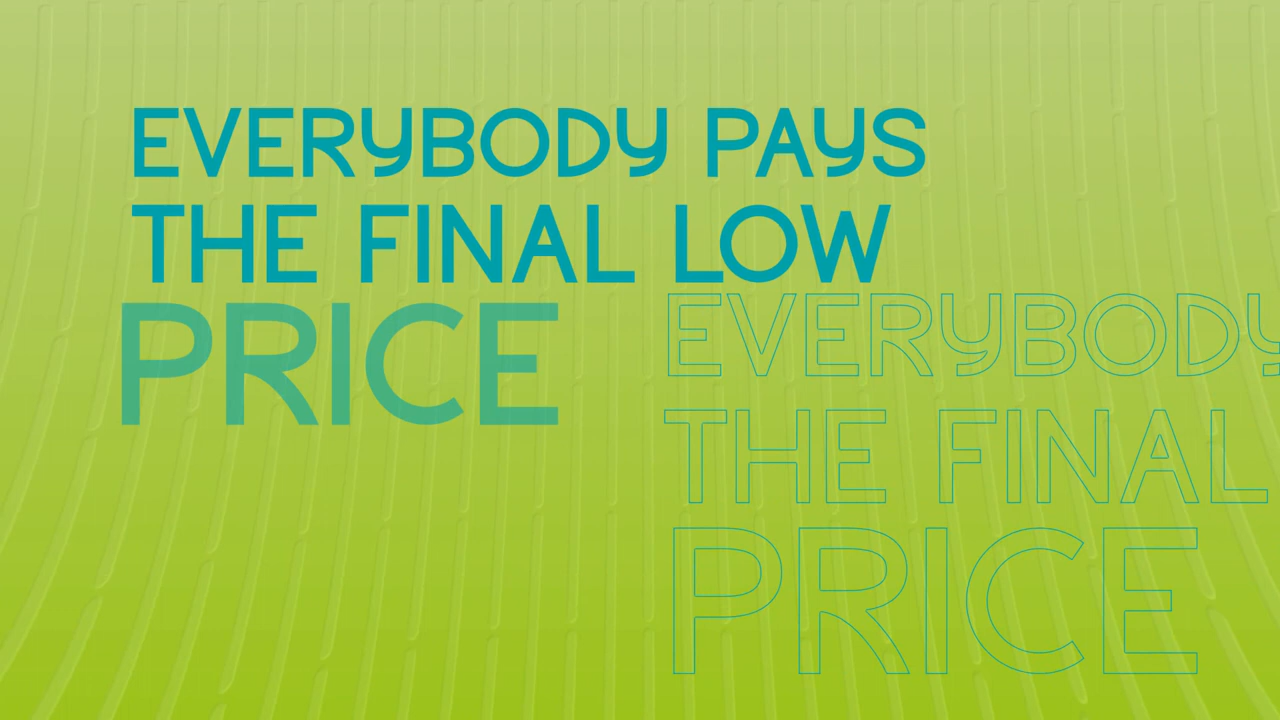 EVERYBODY PAYS
THE FINAL LOW
PRICE
EVERYBODY
THE FINAL
PRICE